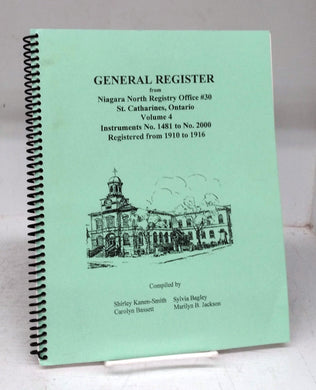 GENERAL REGISTER
from
Niagara North Registry Office #30
St. Catharines, Ontario
Volume 4
Instruments No. 1481 to No. 2000
Registered from 1910 to 1916
Compiled by
Shirley Kanen-Smith Sylvia Bagley
Carolyn Bassett Marilyn B. Jackson